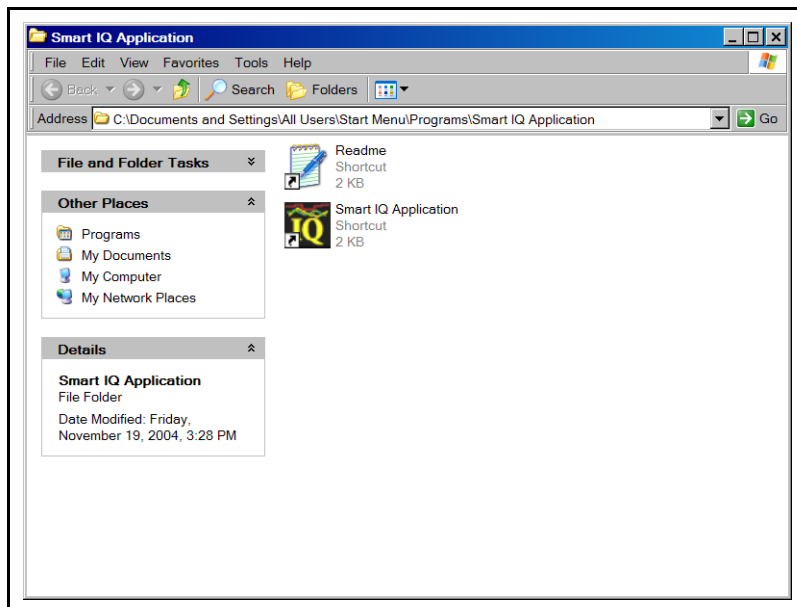 Smart IQ Application
File Edit View Favorites Tools Help
Back Search Folders
Address C:\Documents and Settings\All Users\Start Menu\Programs\Smart IQ Application Go
File and Folder Tasks
Other Places
Programs
My Documents
My Computer
My Network Places
Details
Smart IQ Application
File Folder
Date Modified: Friday,
November 19, 2004, 3:28 PM
Readme
Shortcut
2 KB
IQ
Smart IQ Application
Shortcut
2 KB